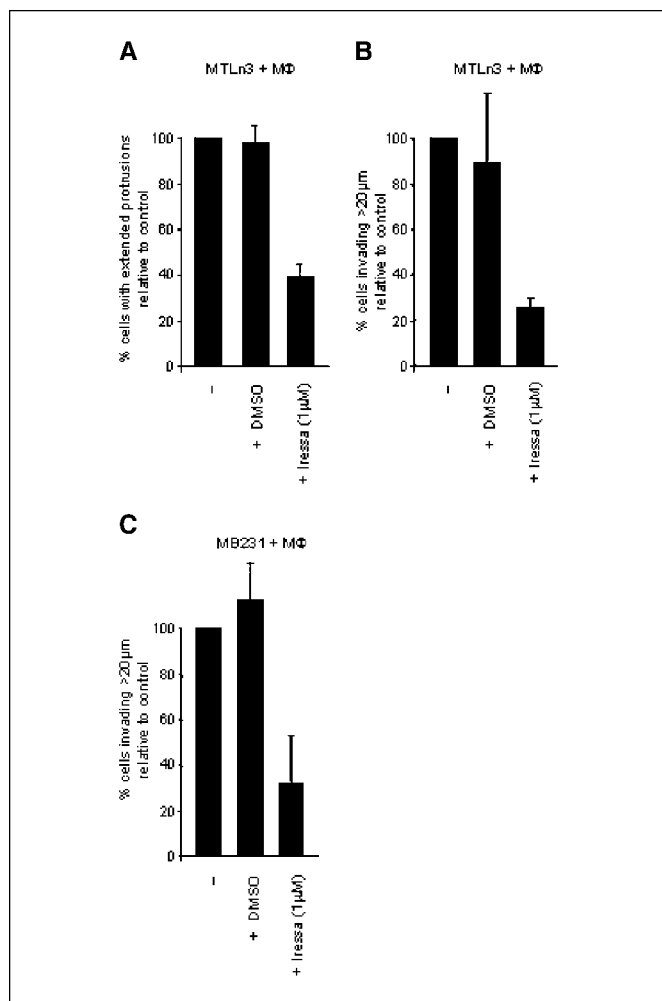 A
MTLn3 + MΦ
% cells with extended protrusions
relative to control
100
80
60
40
20
0
–
+ DMSO
+ Iressa (1µM)
B
MTLn3 + MΦ
% cells invading >20µm
relative to control
100
80
60
40
20
0
–
+ DMSO
+ Iressa (1µM)
C
MB231 + MΦ
% cells invading >20µm
relative to control
100
80
60
40
20
0
–
+ DMSO
+ Iressa (1µM)